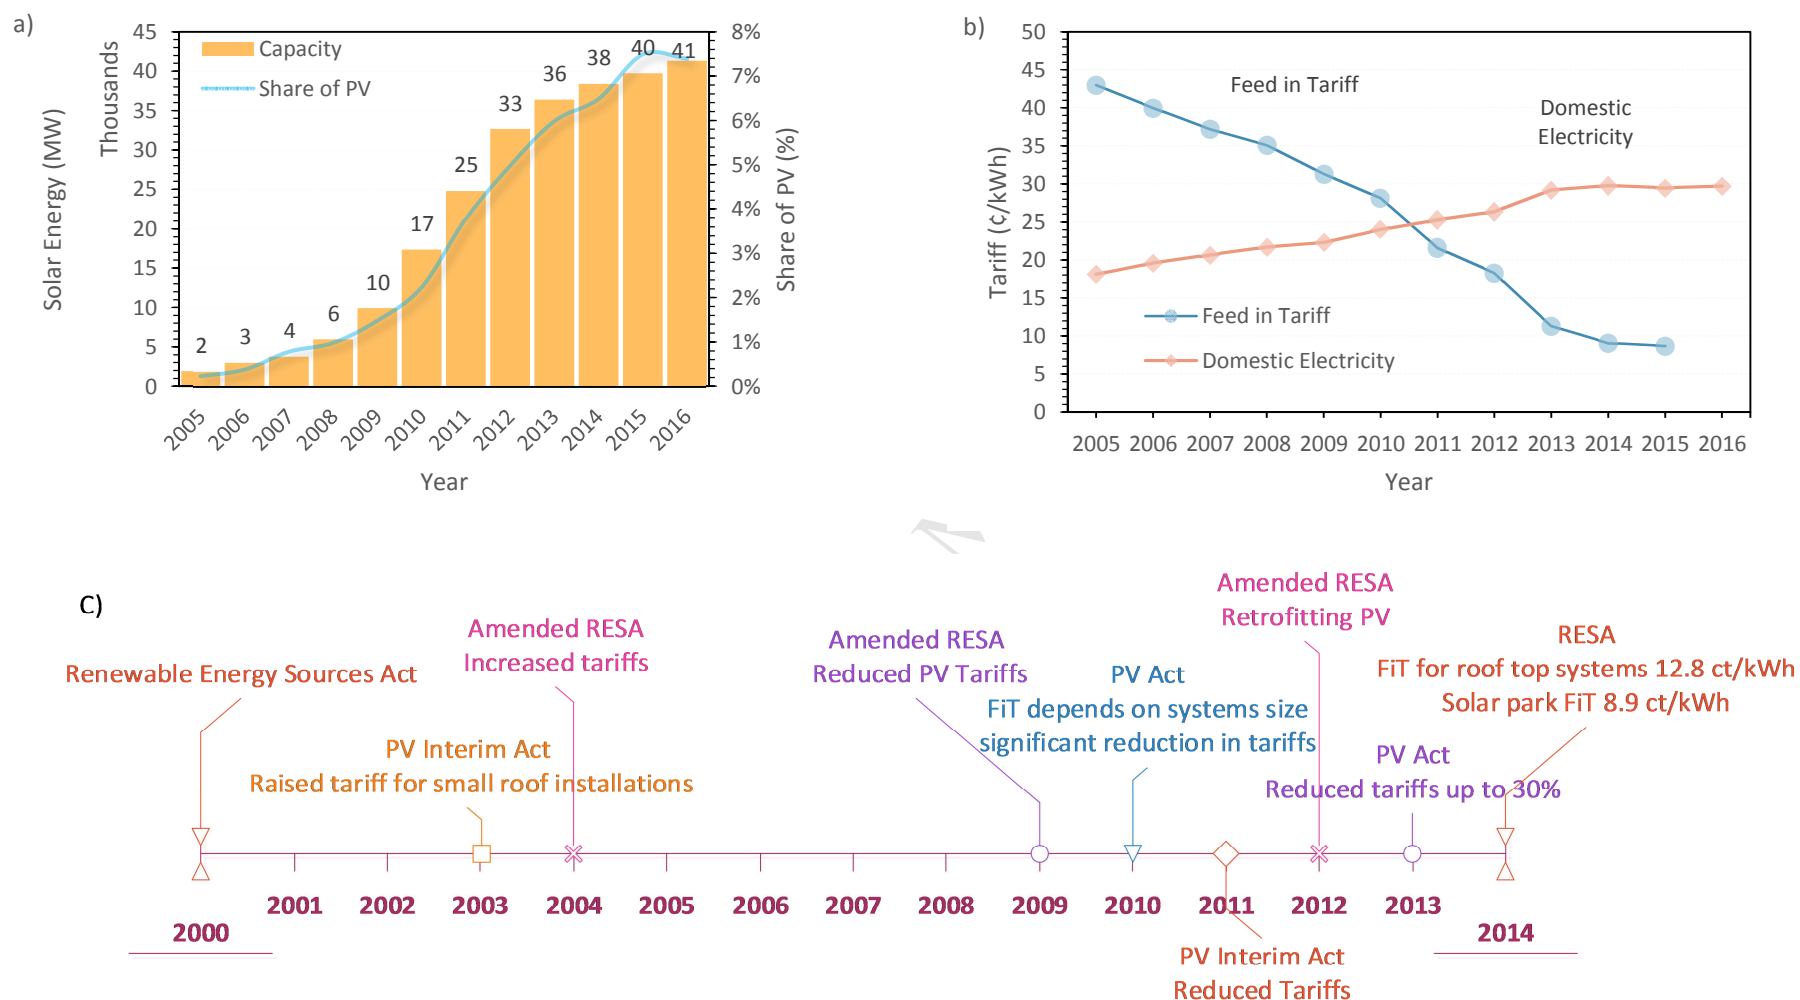 a)
Thousands
Solar Energy (MW)
45
40
35
30
25
20
15
10
5
0
Capacity
Share of PV
2
3
4
6
10
17
25
33
36
38
40
41
8%
7%
6%
5%
4%
3%
2%
1%
0%
Share of PV (%)
2005
2006
2007
2008
2009
2010
2011
2012
2013
2014
2015
2016
Year
b)
Tariff (¢/kWh)
50
45
40
35
30
25
20
15
10
5
0
Feed in Tariff
Domestic
Electricity
Feed in Tariff
Domestic Electricity
2005 2006 2007 2008 2009 2010 2011 2012 2013 2014 2015 2016
Year
C)
Renewable Energy Sources Act
PV Interim Act
Raised tariff for small roof installations
Amended RESA
Increased tariffs
Amended RESA
Reduced PV Tariffs
PV Act
FiT depends on systems size
significant reduction in tariffs
Amended RESA
Retrofitting PV
PV Act
Reduced tariffs up to 30%
RESA
FiT for roof top systems 12.8 ct/kWh
Solar park FiT 8.9 ct/kWh
2000
2001
2002
2003
2004
2005
2006
2007
2008
2009
2010
2011
2012
2013
2014
PV Interim Act
Reduced Tariffs